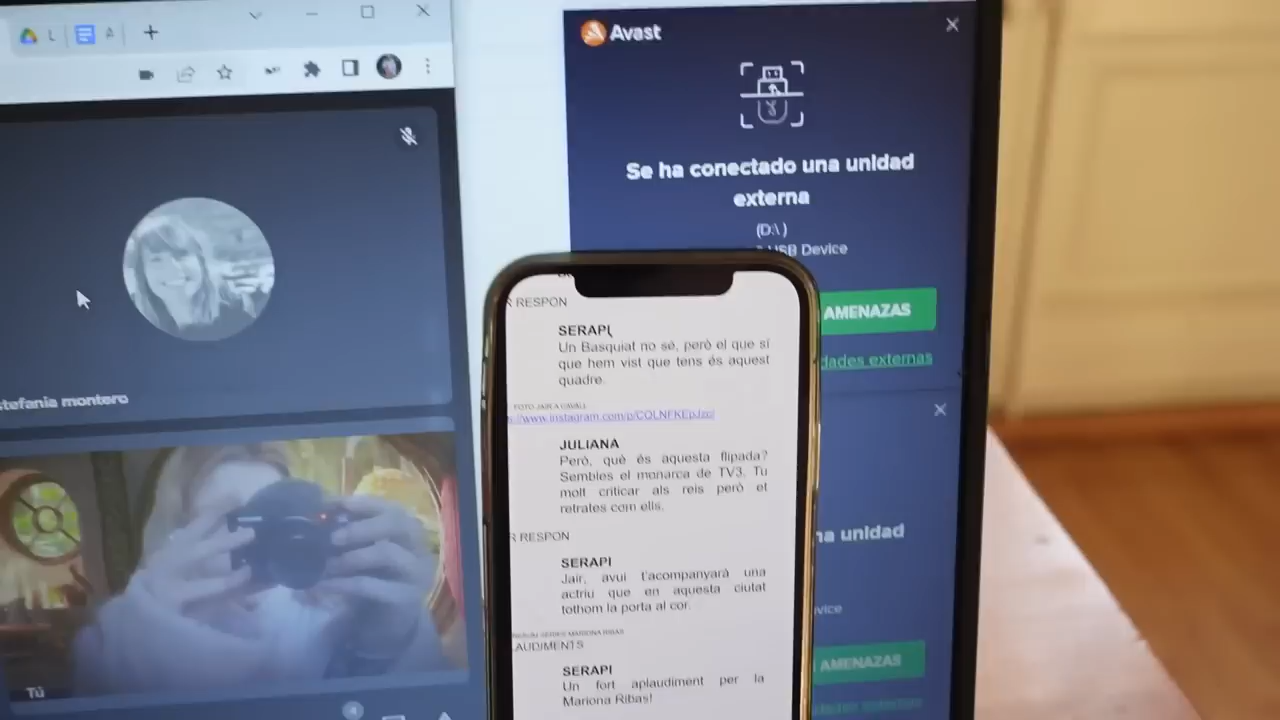 Avast
Se ha conectado una unidad
externa
(D:\ )
USB Device
AMENAZAS
dades externas
stefania montero
Tú
R RESPON
SERAPI
Un Basquiat no sé, però el que sí
que hem vist que tens és aquest
quadre.
JULIANA
Però, què és aquesta flipada?
Sembles el monarca de TV3. Tu
molt criticar als reis però et
retrates com ells.
R RESPON
SERAPI
Jair, avui t'acompanyarà una
actriu que en aquesta ciutat
tothom la porta al cor.
MARIONA RIBAS
AUDIMENTS
SERAPI
Un fort aplaudiment per la
Mariona Ribas!
na unidad
vice
AMENAZAS